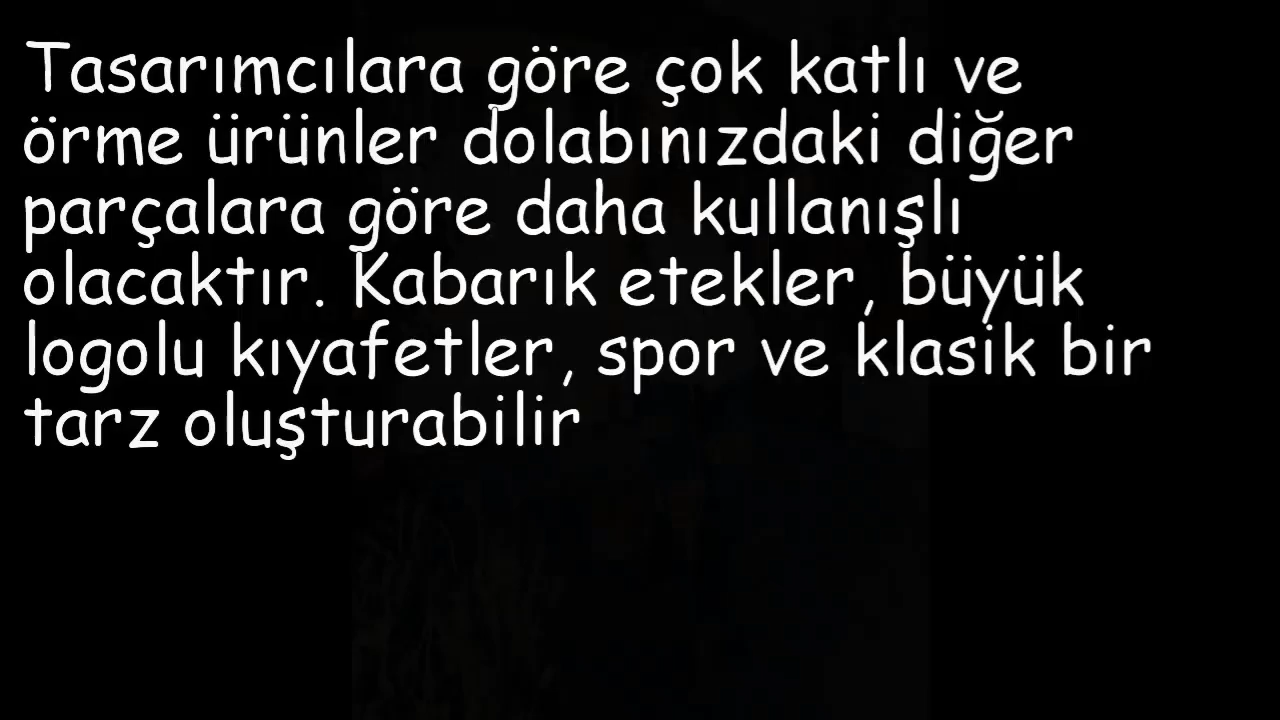 Tasarımcılara göre çok katlı ve
örme ürünler dolabınızdaki diğer
parçalara göre daha kullanışlı
olacaktır. Kabarık etekler, büyük
logolu kıyafetler, spor ve klasik bir
tarz oluşturabilir